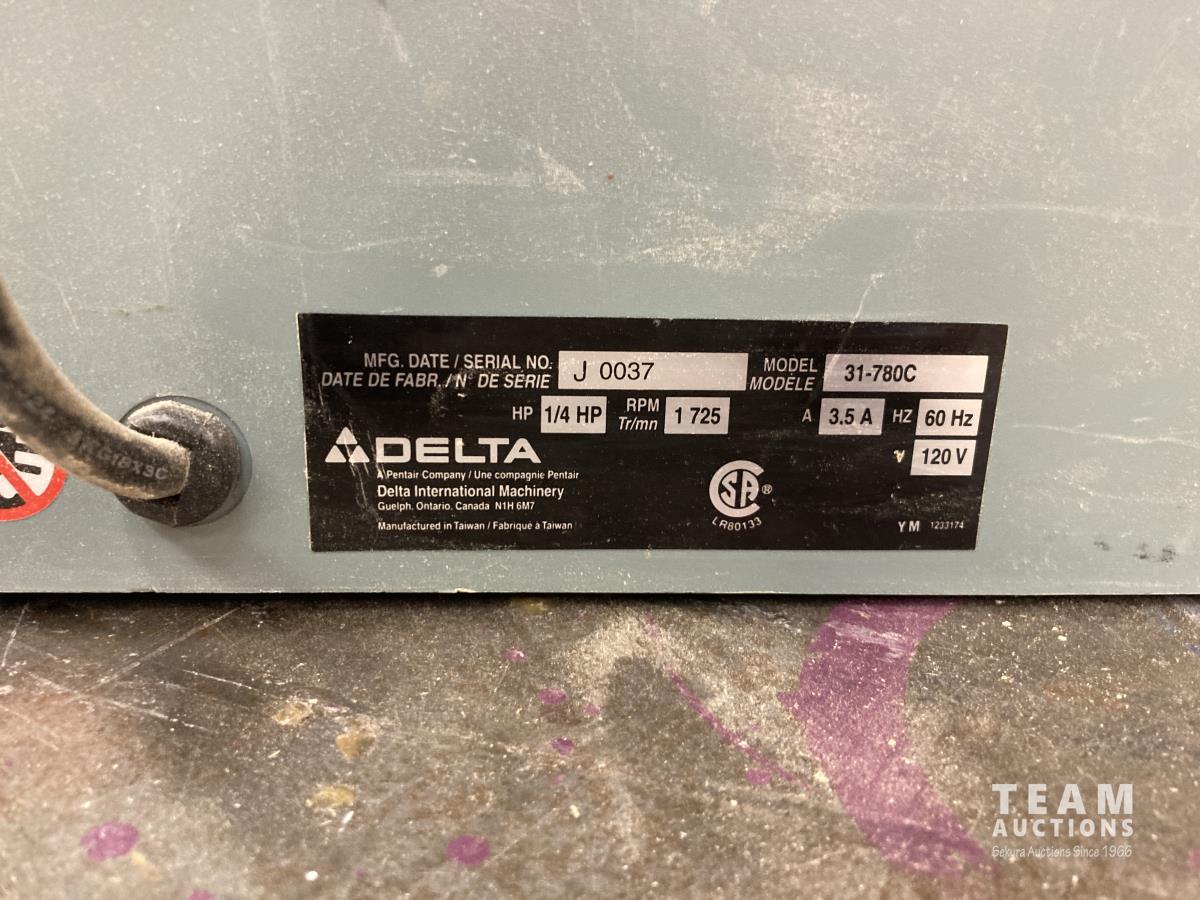 MFG. DATE / SERIAL NO. J 0037 MODEL 31-780C
DATE DE FABR. / N° DE SÉRIE MODÈLE
HP 1/4 HP RPM 1 725 A 3.5 A HZ 60 Hz
Tr/mn
V 120 V
DELTA
A Pentair Company / Une compagnie Pentair
Delta International Machinery
Guelph, Ontario, Canada N1H 6M7
Manufactured in Taiwan / Fabriqué à Taiwan
SA ®
LR80133
YM 1233174
TEAM
AUCTIONS
Sekura Auctions Since 1966